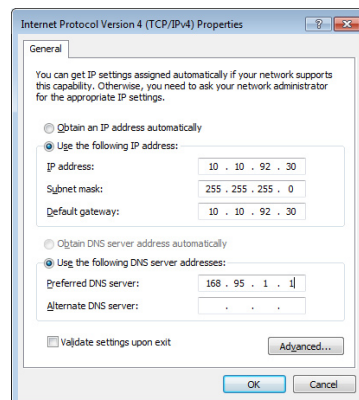 Internet Protocol Version 4 (TCP/IPv4) Properties
General
You can get IP settings assigned automatically if your network supports
this capability. Otherwise, you need to ask your network administrator
for the appropriate IP settings.
Obtain an IP address automatically
Use the following IP address:
IP address: 10 . 10 . 92 . 30
Subnet mask: 255 . 255 . 255 . 0
Default gateway: 10 . 10 . 92 . 30
Obtain DNS server address automatically
Use the following DNS server addresses:
Preferred DNS server: 168 . 95 . 1 . 1
Alternate DNS server: . . .
Validate settings upon exit
Advanced...
OK Cancel